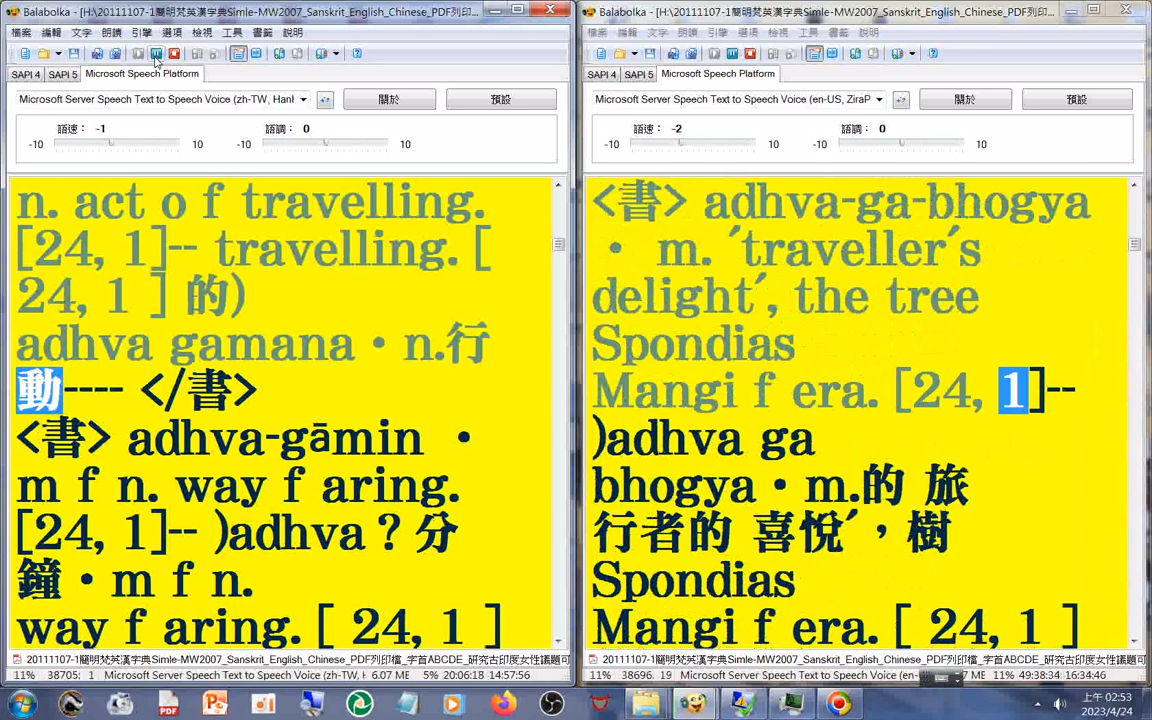 Balabolka - [H:\20111107-1簡明梵英漢字典Simle-MW2007_Sanskrit_English_Chinese_PDF列印...
檔案 編輯 文字 朗讀 引擎 選項 檢視 工具 書籤 說明
SAPI 4 SAPI 5 Microsoft Speech Platform
Microsoft Server Speech Text to Speech Voice (zh-TW, Hanl
關於 預設
語速： -1 語調： 0
-10 10 -10 10
n. act o f travelling.
[24, 1]-- travelling. [
24, 1 ] 的)
adhva gamana・n.行
動---- </書>
<書> adhva-gāmin ・
m f n. way f aring.
[24, 1]-- )adhva？分
鐘・m f n.
way f aring. [ 24, 1 ]
20111107-1簡明梵英漢字典Simle-MW2007_Sanskrit_English_Chinese_PDF列印檔_字首ABCDE_研究古印度女性議題可
11% 38705: 1 Microsoft Server Speech Text to Speech Voice (zh-TW, H 6.07 ME 5% 20:06:18 14:57:56
Balabolka - [H:\20111107-1簡明梵英漢字典Simle-MW2007_Sanskrit_English_Chinese_PDF列印檔...
檔案 編輯 文字 朗讀 引擎 選項 檢視 工具 書籤 說明
SAPI 4 SAPI 5 Microsoft Speech Platform
Microsoft Server Speech Text to Speech Voice (en-US, ZiraP
關於 預設
語速： -2 語調： 0
-10 10 -10 10
<書> adhva-ga-bhogya
・ m. ´traveller´s
delight´, the tree
Spondias
Mangi f era. [24, 1]--
)adhva ga
bhogya・m.的 旅
行者的 喜悅´，樹
Spondias
Mangi f era. [ 24, 1 ]
20111107-1簡明梵英漢字典Simle-MW2007_Sanskrit_English_Chinese_PDF列印檔_字首ABCDE_研究古印度女性議題可
11% 38696: 19 Microsoft Server Speech Text to Speech Voice 11% 49:38:34 16:34:46
上午 02:53
2023/4/24